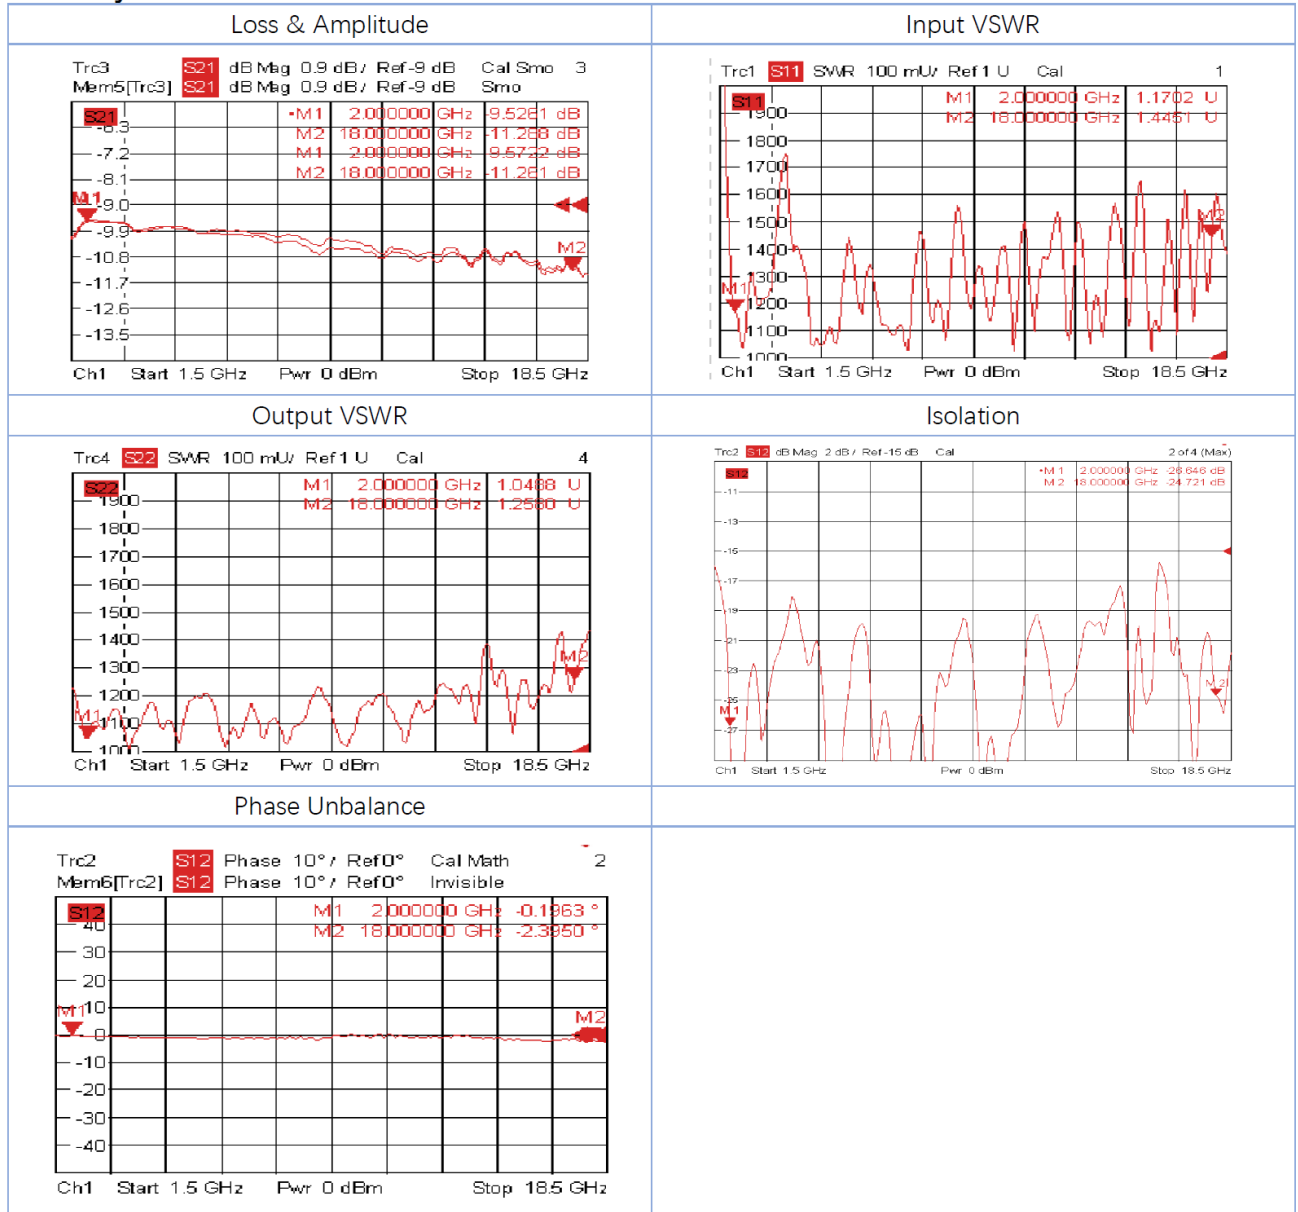 Loss & Amplitude
Input VSWR
Trc3 S21 dB Mag 0.9 dB/ Ref -9 dB Cal Smo 3
Mem5[Trc3] S21 dB Mag 0.9 dB/ Ref -9 dB Smo
S21
•M1 2.000000 GHz -9.5261 dB
M2 18.000000 GHz -11.268 dB
M1 2.000000 GHz -9.5722 dB
M2 18.000000 GHz -11.261 dB
-6.3
-7.2
-8.1
M1
-9.0
-9.9
M2
-10.8
-11.7
-12.6
-13.5
Ch1 Start 1.5 GHz Pwr 0 dBm Stop 18.5 GHz
Trc1 S11 SWR 100 mU/ Ref 1 U Cal 1
S11
M1 2.000000 GHz 1.1702 U
M2 18.000000 GHz 1.4451 U
1900
1800
1700
1600
1500
M2
1400
1300
M1
1200
1100
1000
Ch1 Start 1.5 GHz Pwr 0 dBm Stop 18.5 GHz
Output VSWR
Isolation
Trc4 S22 SWR 100 mU/ Ref 1 U Cal 4
S22
M1 2.000000 GHz 1.0488 U
M2 18.000000 GHz 1.2580 U
1900
1800
1700
1600
1500
1400
M2
1300
1200
M1
1100
1000
Ch1 Start 1.5 GHz Pwr 0 dBm Stop 18.5 GHz
Trc2 S12 dB Mag 2 dB/ Ref -15 dB Cal 2 of 4 (Max)
S12
•M 1 2.000000 GHz -26.646 dB
M 2 18.000000 GHz -24.721 dB
-11
-13
-15
-17
-19
-21
-23
M 2
-25
M 1
-27
Ch1 Start 1.5 GHz Pwr 0 dBm Stop 18.5 GHz
Phase Unbalance
Trc2 S12 Phase 10°/ Ref 0° Cal Math 2
Mem6[Trc2] S12 Phase 10°/ Ref 0° Invisible
S12
M1 2.000000 GHz -0.1963 °
M2 18.000000 GHz -2.3950 °
40
30
20
M1
10
M2
0
-10
-20
-30
-40
Ch1 Start 1.5 GHz Pwr 0 dBm Stop 18.5 GHz